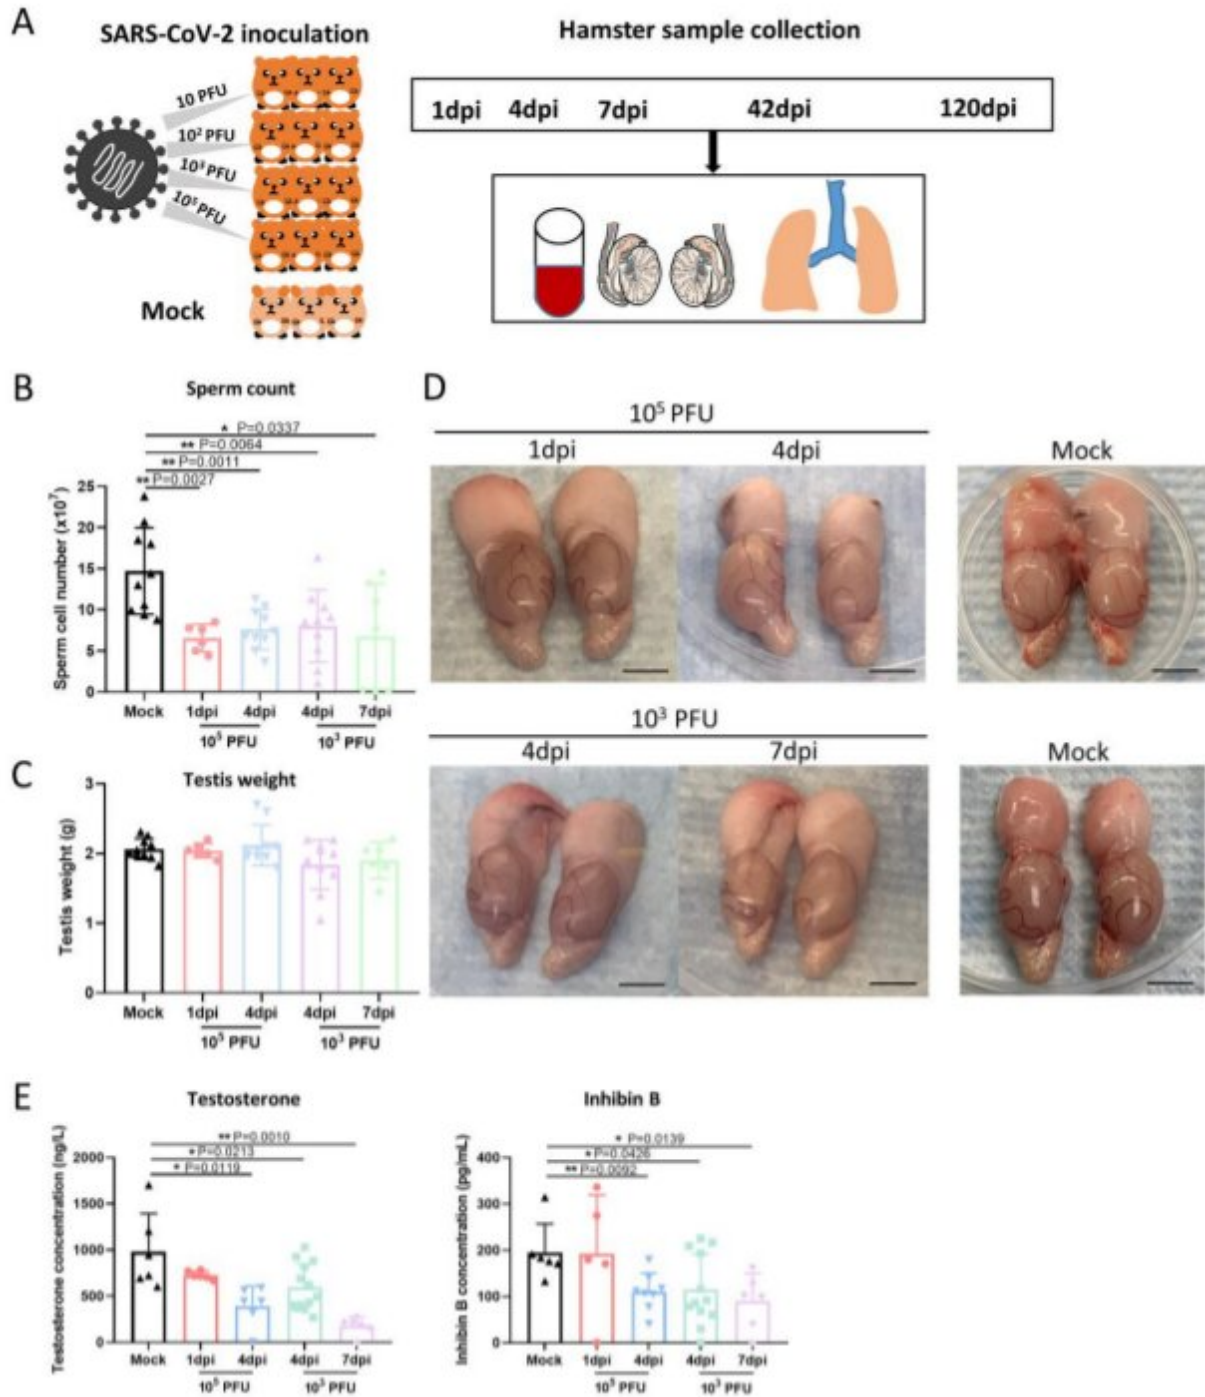 A
SARS-CoV-2 inoculation
Hamster sample collection
10 PFU
10² PFU
10³ PFU
10⁵ PFU
Mock
1dpi 4dpi 7dpi 42dpi 120dpi
B
Sperm count
* P=0.0337
** P=0.0064
** P=0.0011
** P=0.0027
Sperm cell number (x10⁷)
25
20
15
10
5
0
Mock 1dpi 4dpi 4dpi 7dpi
10⁵ PFU 10³ PFU
C
Testis weight
Testis weight (g)
3
2
1
0
Mock 1dpi 4dpi 4dpi 7dpi
10⁵ PFU 10³ PFU
D
10⁵ PFU
1dpi 4dpi Mock
10³ PFU
4dpi 7dpi Mock
E
Testosterone
** P=0.0010
* P=0.0213
* P=0.0119
Testosterone concentration (ng/L)
2000
1500
1000
500
0
Mock 1dpi 4dpi 4dpi 7dpi
10⁵ PFU 10³ PFU
Inhibin B
* P=0.0139
* P=0.0426
** P=0.0092
Inhibin B concentration (pg/mL)
400
300
200
100
0
Mock 1dpi 4dpi 4dpi 7dpi
10⁵ PFU 10³ PFU